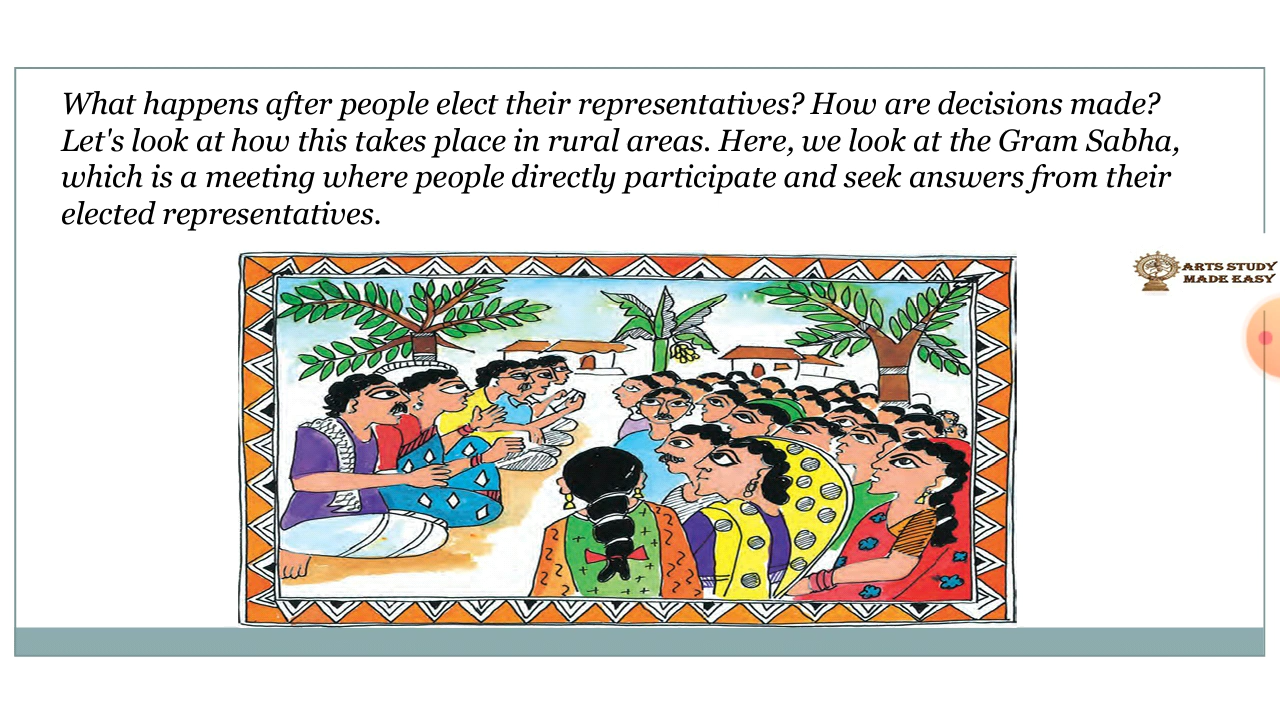 What happens after people elect their representatives? How are decisions made?
Let's look at how this takes place in rural areas. Here, we look at the Gram Sabha,
which is a meeting where people directly participate and seek answers from their
elected representatives.
ARTS STUDY
MADE EASY